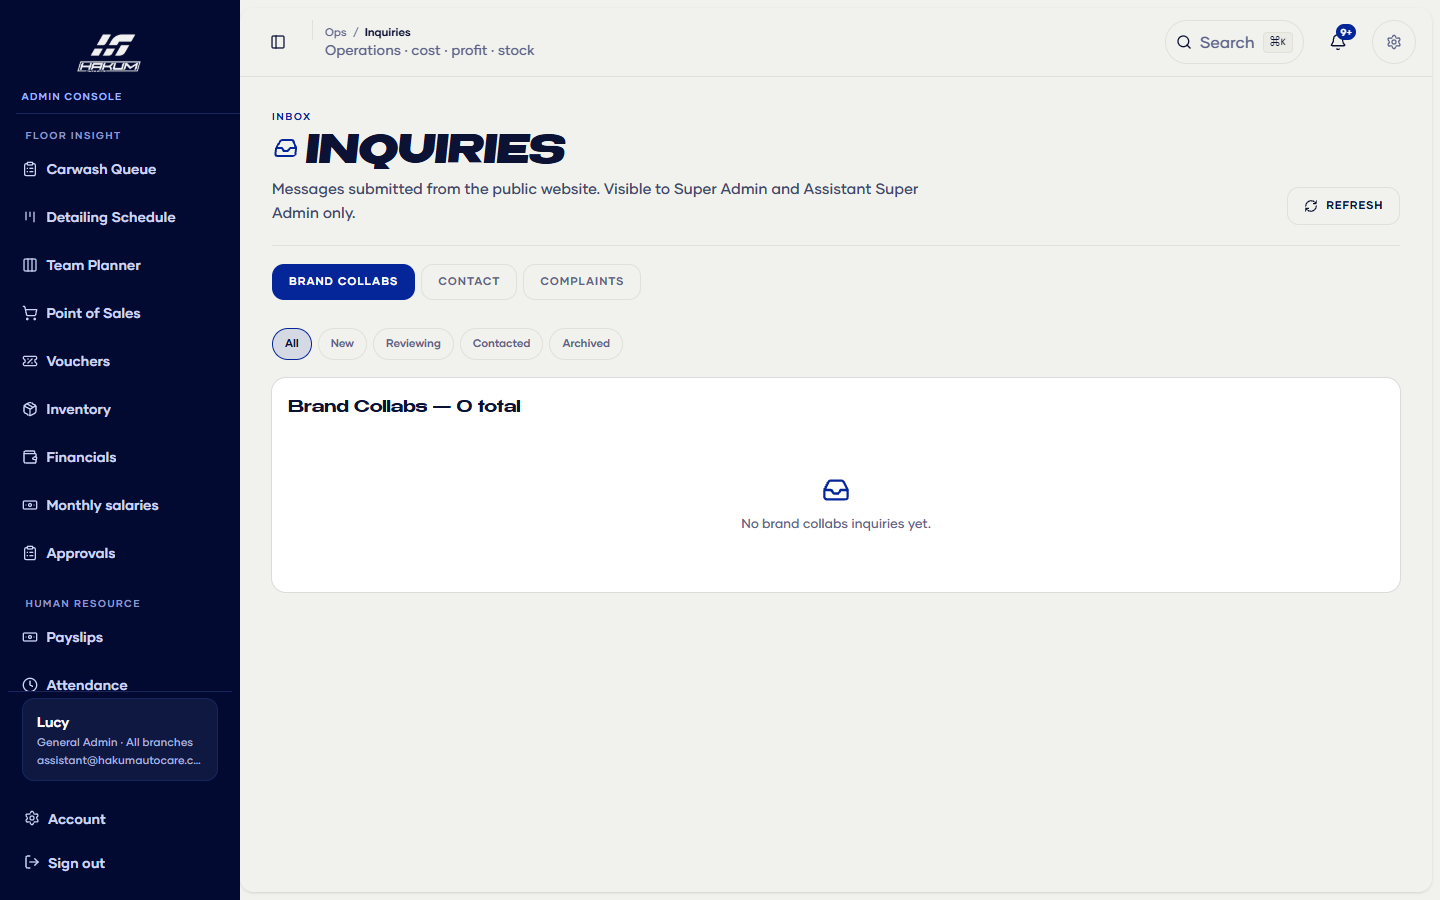 HAKUM
ADMIN CONSOLE
FLOOR INSIGHT
Carwash Queue
Detailing Schedule
Team Planner
Point of Sales
Vouchers
Inventory
Financials
Monthly salaries
Approvals
HUMAN RESOURCE
Payslips
Attendance
Lucy
General Admin · All branches
assistant@hakumautocare.c...
Account
Sign out
Ops / Inquiries
Operations · cost · profit · stock
Search ⌘K
9+
INBOX
INQUIRIES
Messages submitted from the public website. Visible to Super Admin and Assistant Super
Admin only.
REFRESH
BRAND COLLABS CONTACT COMPLAINTS
All New Reviewing Contacted Archived
Brand Collabs — 0 total
No brand collabs inquiries yet.